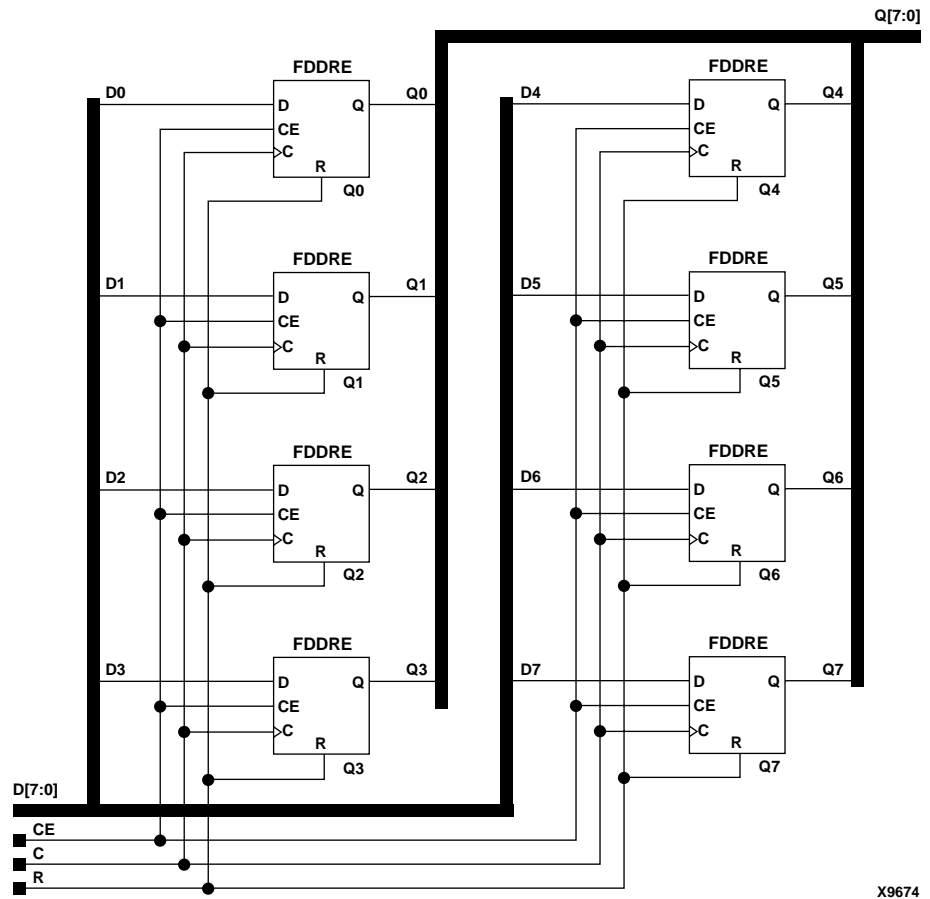 Q[7:0]
FDDRE FDDRE
D0 D Q Q0 D4 D Q Q4
CE CE
C C
R R
Q0 Q4
FDDRE FDDRE
D1 D Q Q1 D5 D Q Q5
CE CE
C C
R R
Q1 Q5
FDDRE FDDRE
D2 D Q Q2 D6 D Q Q6
CE CE
C C
R R
Q2 Q6
FDDRE FDDRE
D3 D Q Q3 D7 D Q Q7
CE CE
C C
R R
Q3 Q7
D[7:0]
CE
C
R
X9674